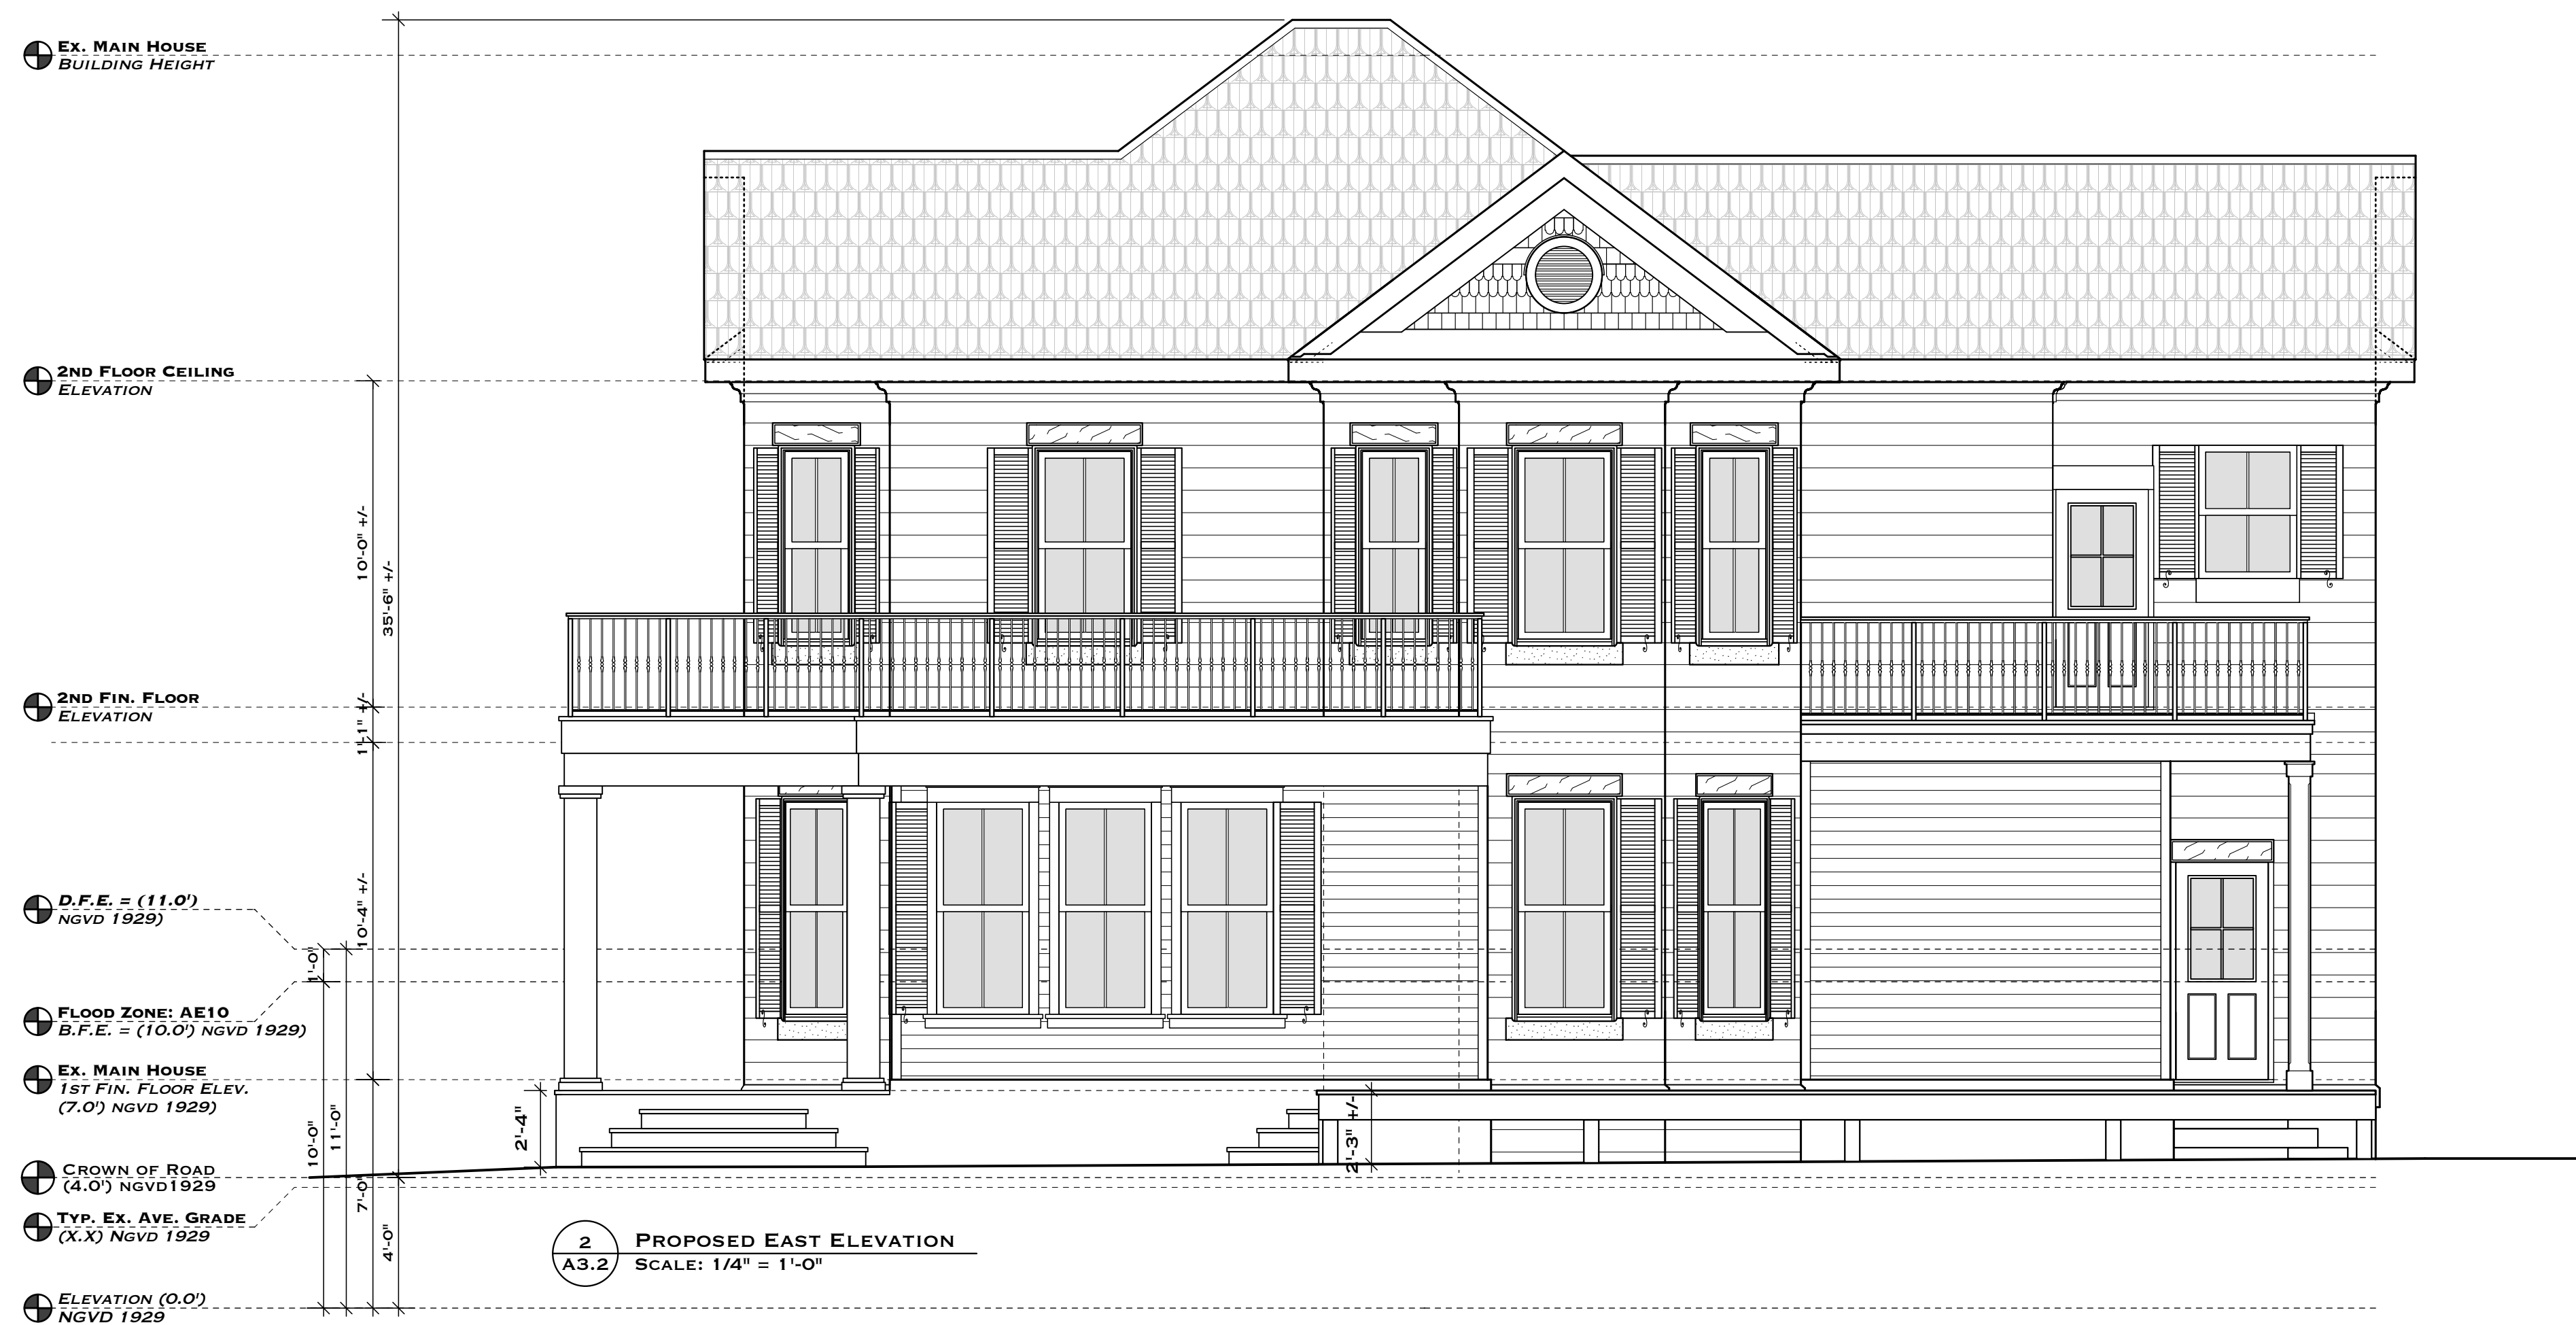 Ex. Main House
Building Height
2nd Floor Ceiling
Elevation
10'-0" +/-
35'-6" +/-
2nd Fin. Floor
Elevation
1'-1" +/-
10'-4" +/-
D.F.E. = (11.0')
NGVD 1929)
1'-0"
Flood Zone: AE10
B.F.E. = (10.0') NGVD 1929)
Ex. Main House
1st Fin. Floor Elev.
(7.0') NGVD 1929)
2'-4"
2'-3" +/-
10'-0"
11'-0"
Crown of Road
(4.0') NGVD1929
7'-0"
Typ. Ex. Ave. Grade
(X.X) NGVD 1929
4'-0"
2
A3.2
Proposed East Elevation
Scale: 1/4" = 1'-0"
Elevation (0.0')
NGVD 1929